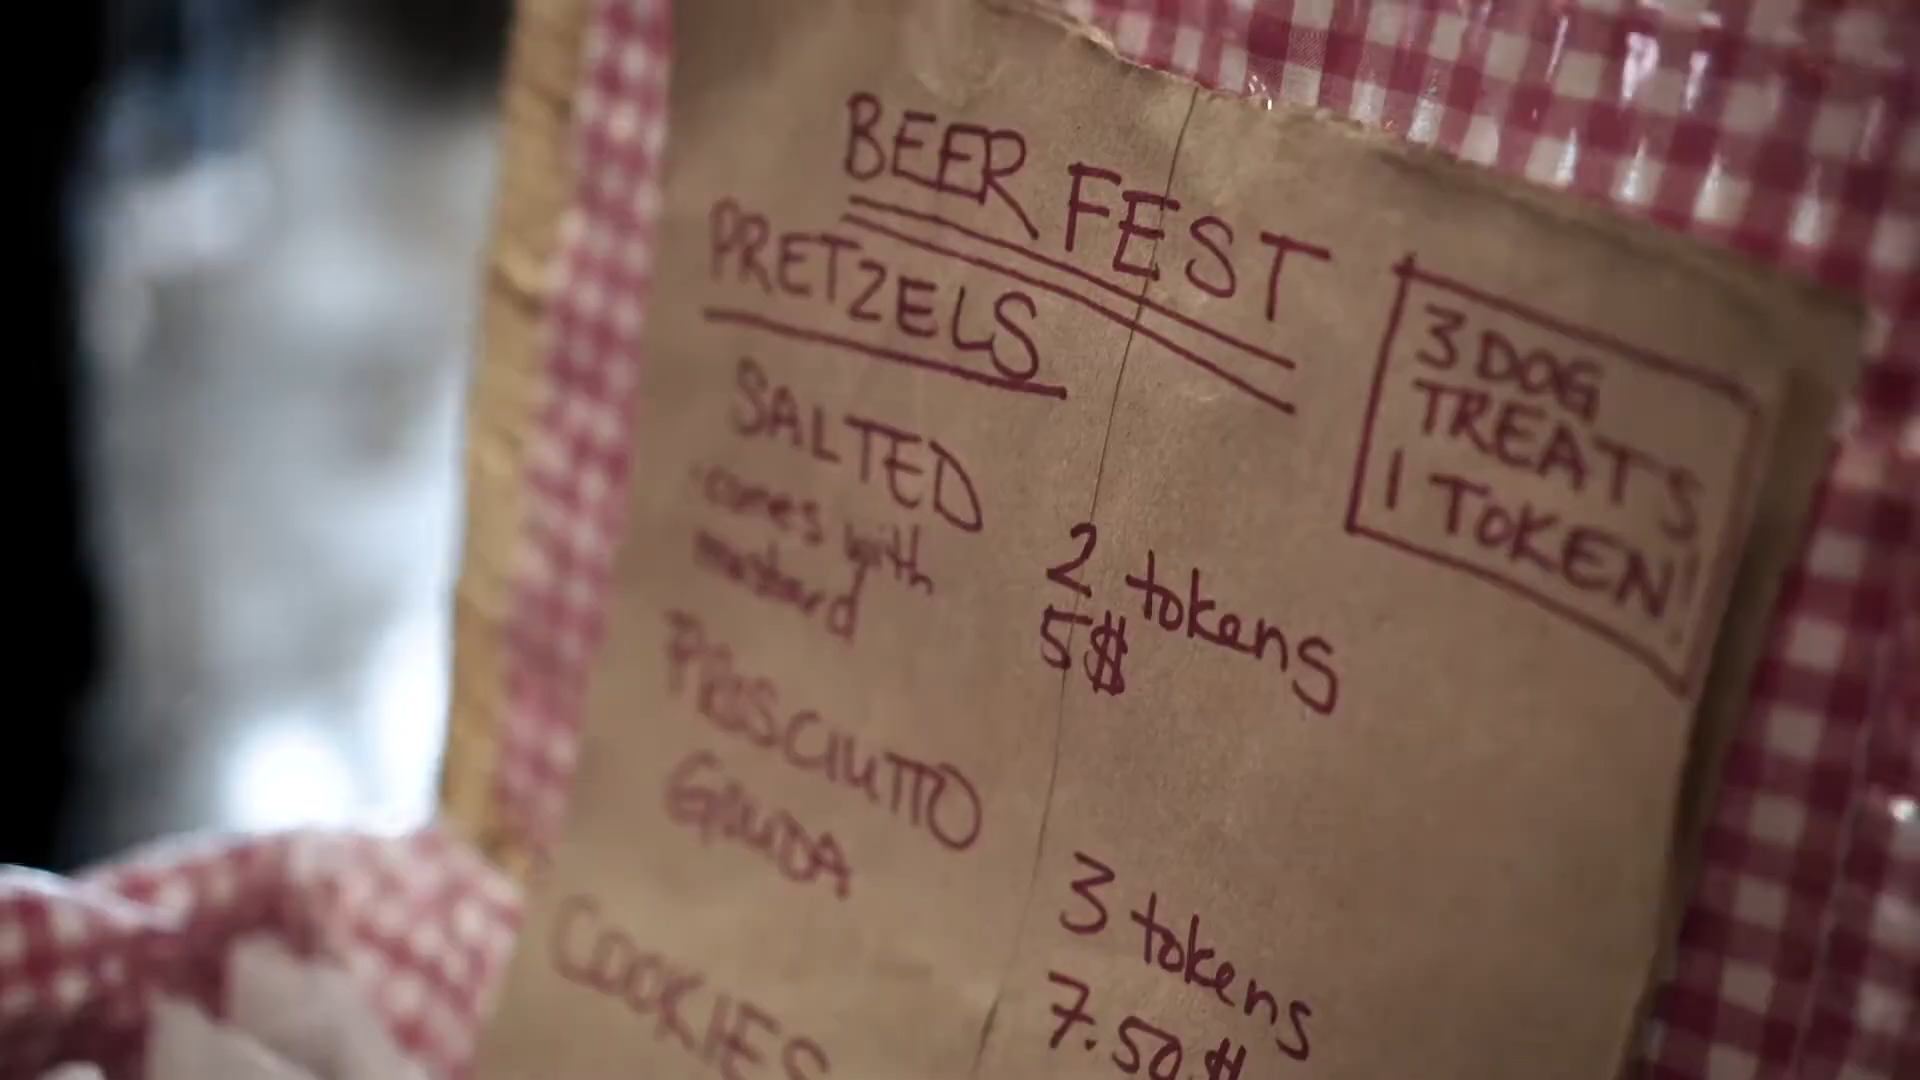 BEER FEST
3 DOG
TREATS
1 TOKEN!
PRETZELS
SALTED
comes with
mustard
2 tokens
5$
PROSCIUTTO
GOUDA
3 tokens
7.50$
COOKIES